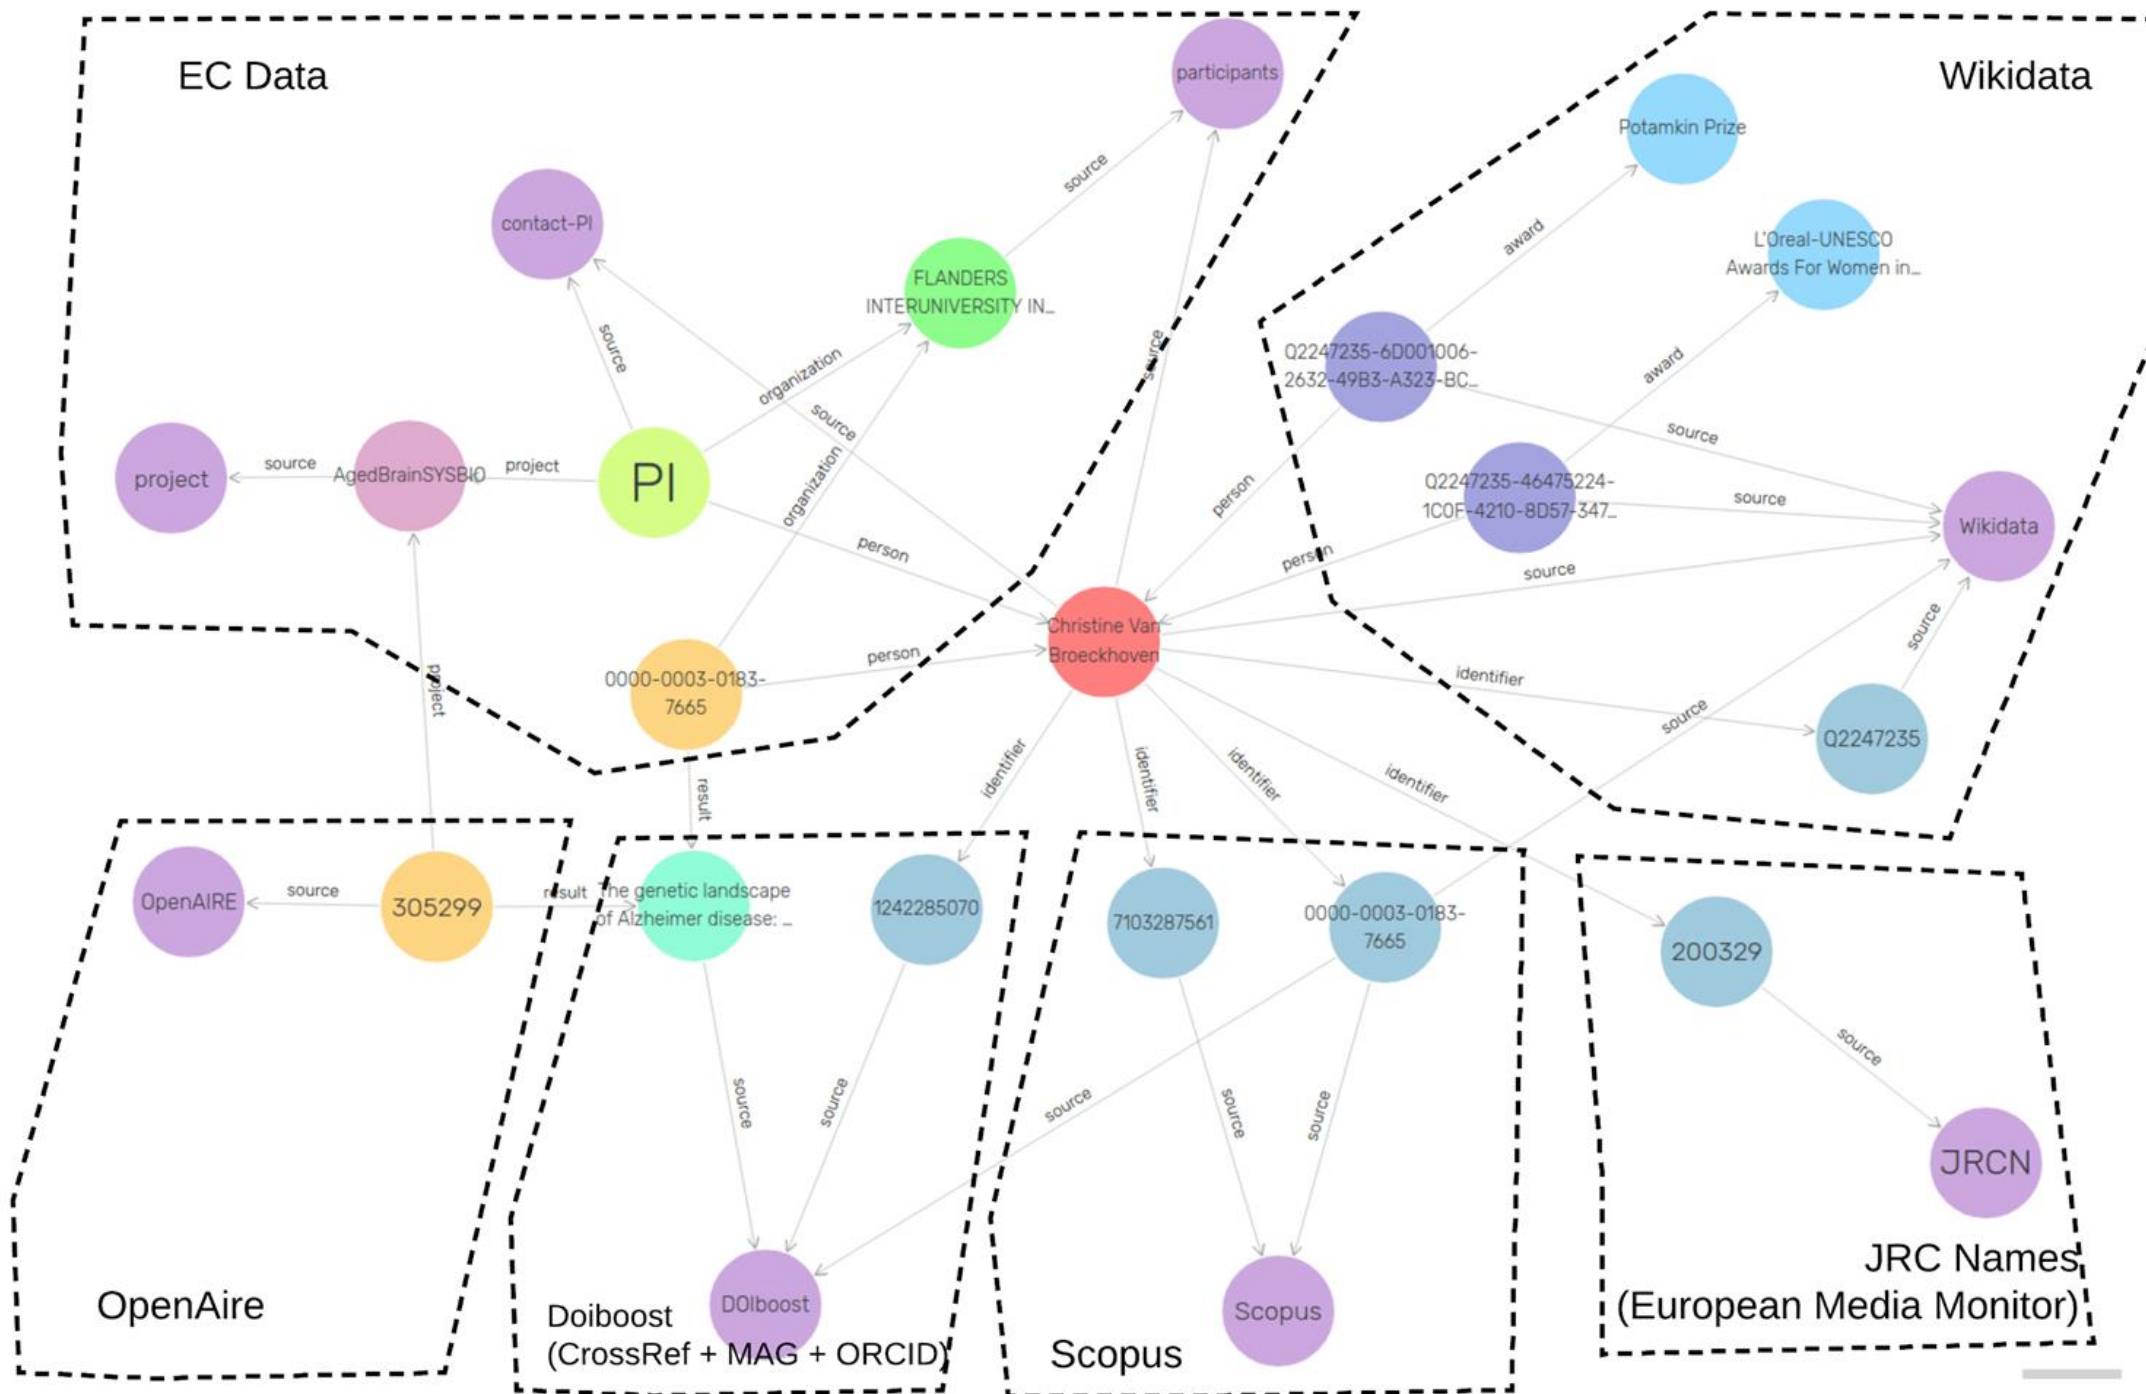 EC Data
participants
Wikidata
Potamkin Prize
source
contact-PI
award
L'Oreal-UNESCO
Awards For Women in…
FLANDERS
INTERUNIVERSITY IN…
source
organization
source
source
Q2247235-6D001006-
2632-49B3-A323-BC…
award
source
project
source
AgedBrainSYSBIO
project
PI
organization
person
Q2247235-46475224-
1C0F-4210-8D57-347…
source
Wikidata
person
person
source
Christine Van
Broeckhoven
source
person
0000-0003-0183-
7665
project
identifier
source
Q2247235
result
identifier
identifier
identifier
identifier
OpenAIRE
source
305299
result
The genetic landscape
of Alzheimer disease: …
1242285070
7103287561
0000-0003-0183-
7665
200329
source
source
source
source
source
source
JRCN
JRC Names
(European Media Monitor)
OpenAire
DOIboost
Doiboost
(CrossRef + MAG + ORCID)
Scopus
Scopus